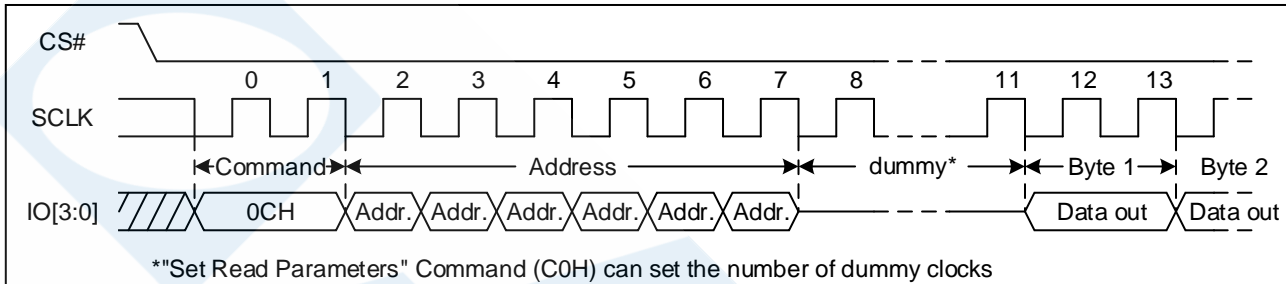 CS#
0 1 2 3 4 5 6 7 8 11 12 13
SCLK
Command Address dummy* Byte 1 Byte 2
IO[3:0] 0CH Addr. Addr. Addr. Addr. Addr. Addr. Data out Data out
*"Set Read Parameters" Command (C0H) can set the number of dummy clocks